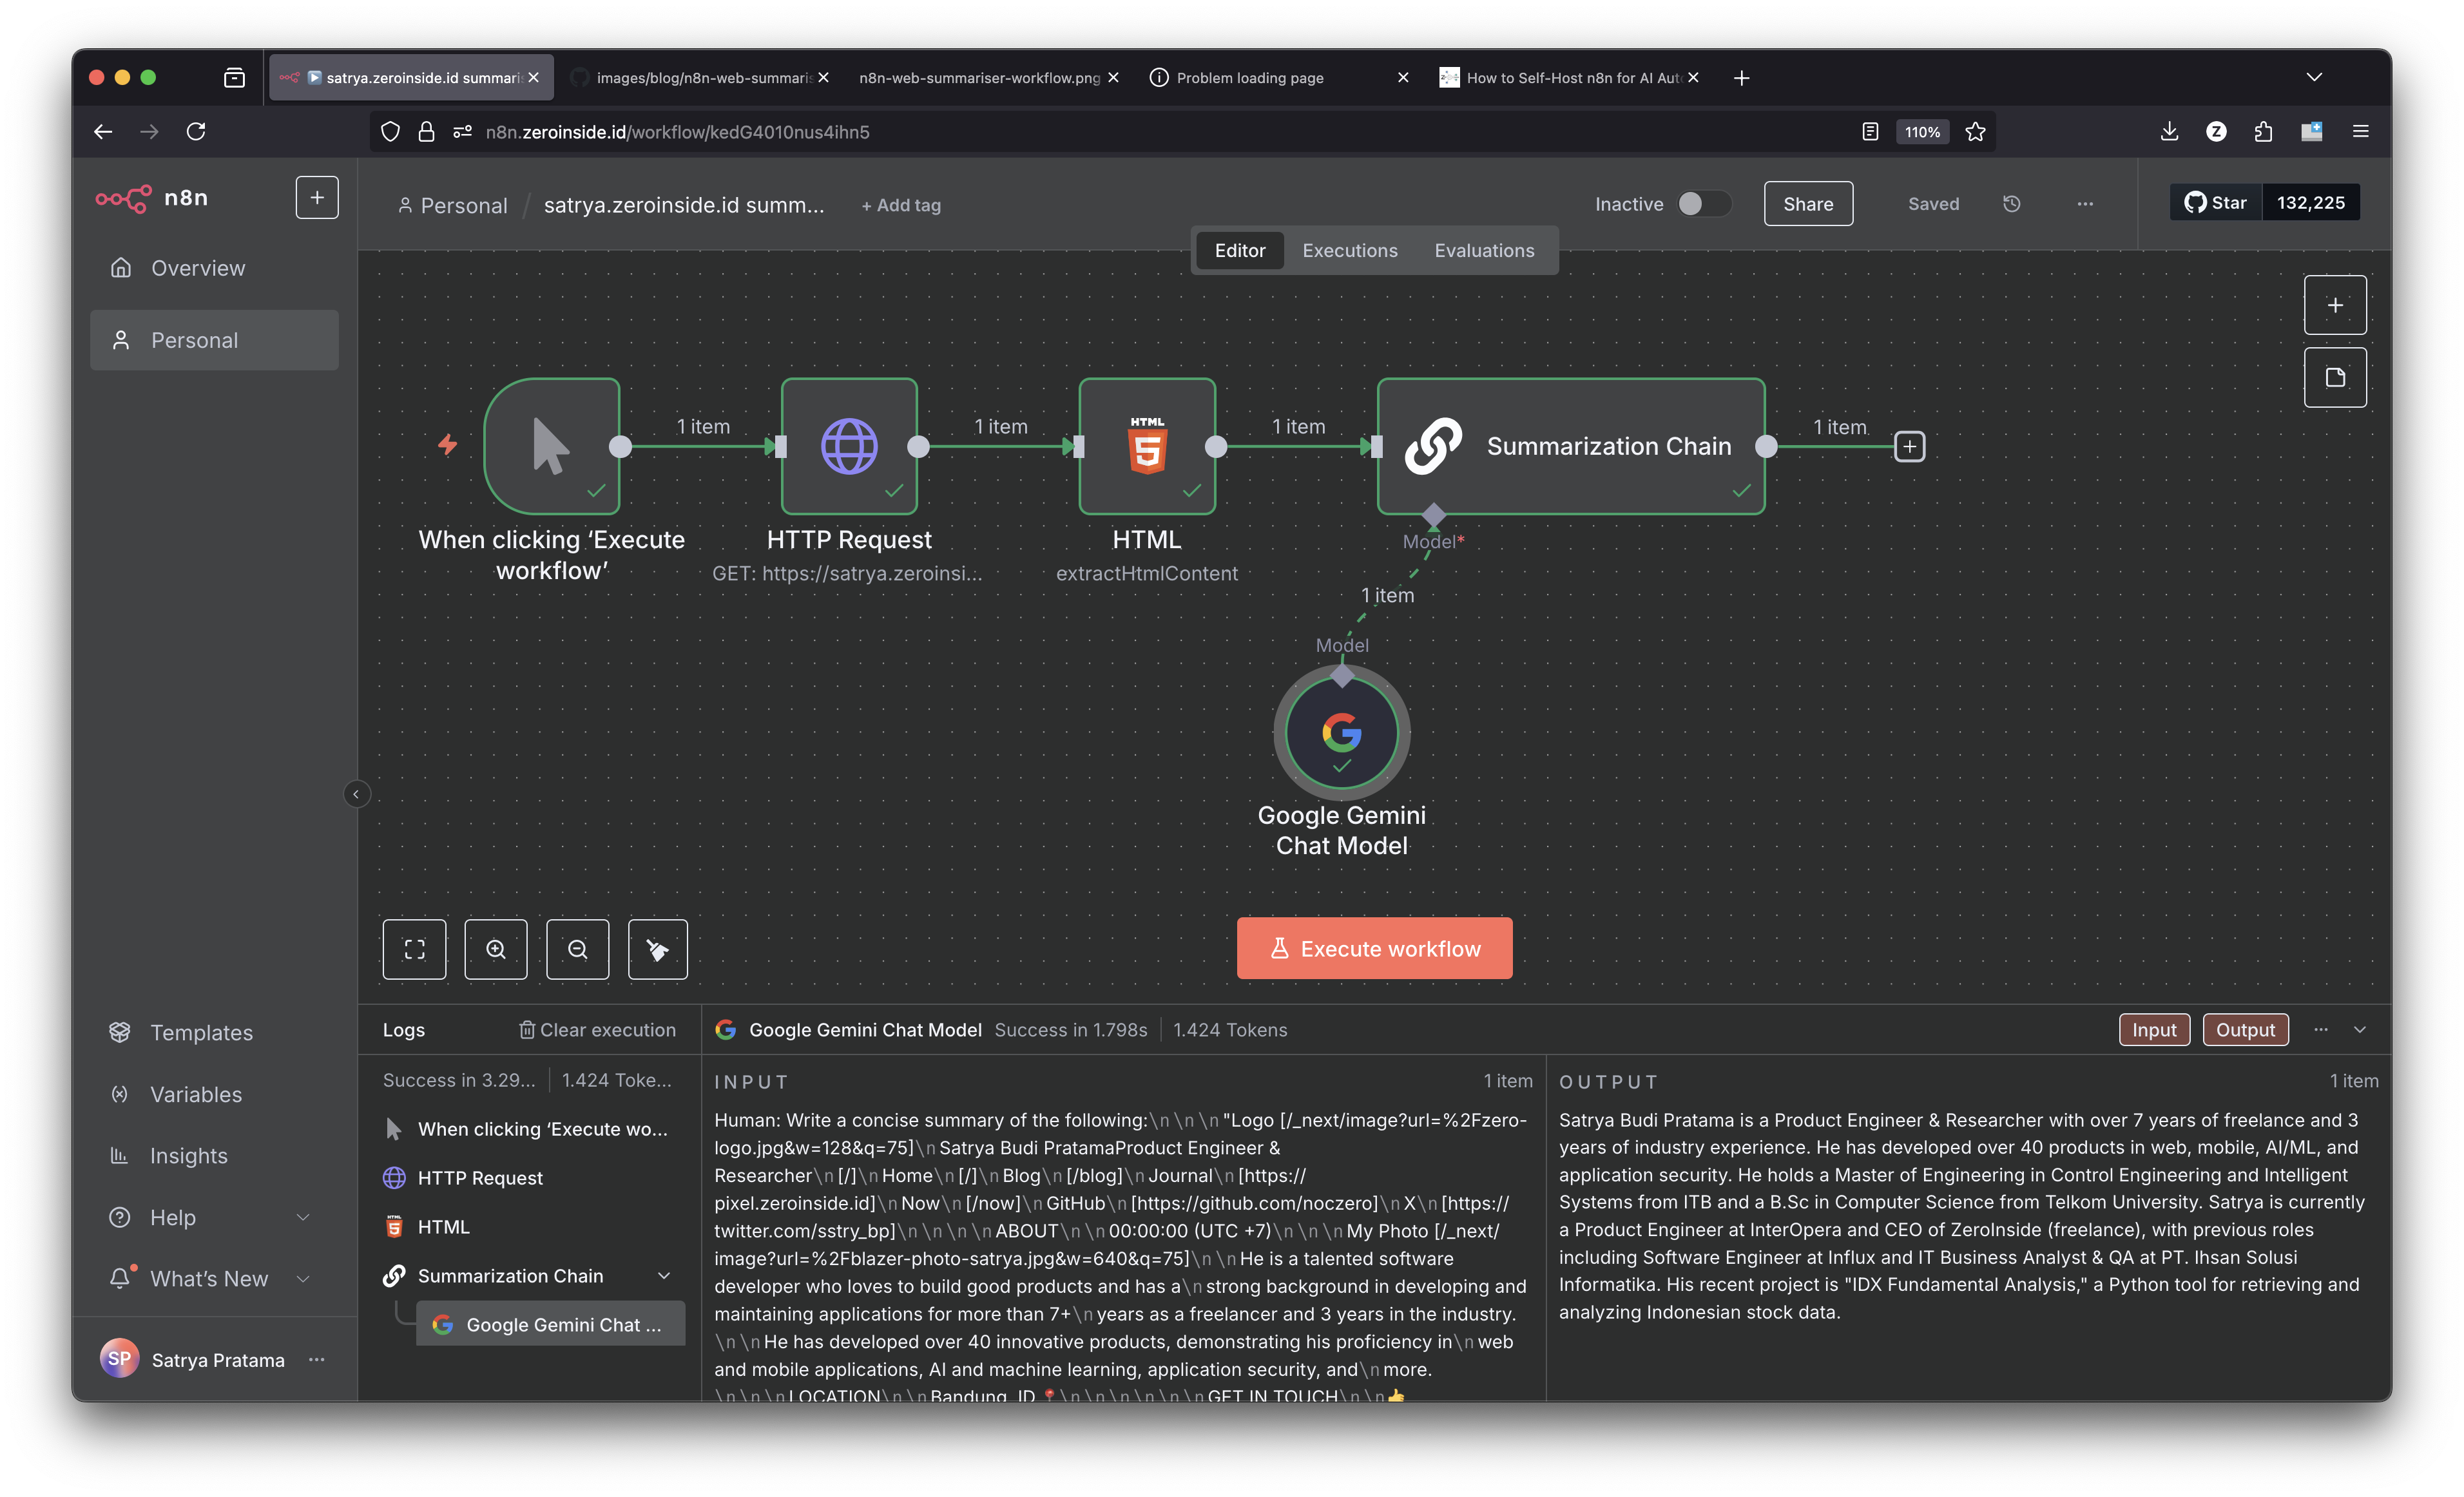 satrya.zeroinside.id summari
images/blog/n8n-web-summaris
n8n-web-summariser-workflow.png
Problem loading page
How to Self-Host n8n for AI Aut
n8n.zeroinside.id/workflow/kedG4010nus4ihn5
110%
Z
n8n
Personal / satrya.zeroinside.id summ...
+ Add tag
Inactive
Share
Saved
...
Star 132,225
Editor
Executions
Evaluations
Overview
Personal
1 item
1 item
1 item
1 item
HTML
5
Summarization Chain
When clicking ‘Execute
workflow’
HTTP Request
GET: https://satrya.zeroinsi...
HTML
extractHtmlContent
Model*
1 item
Model
Google Gemini
Chat Model
Execute workflow
Templates
Variables
Insights
Help
What’s New
SP Satrya Pratama ...
Logs
Clear execution
Google Gemini Chat Model Success in 1.798s | 1.424 Tokens
Input
Output
...
Success in 3.29... | 1.424 Toke...
When clicking ‘Execute wo...
HTTP Request
HTML
Summarization Chain
Google Gemini Chat ...
INPUT
1 item
Human: Write a concise summary of the following:\n \n \n "Logo [/_next/image?url=%2Fzero-
logo.jpg&w=128&q=75]\n Satrya Budi PratamaProduct Engineer &
Researcher\n [/]\n Home\n [/]\n Blog\n [/blog]\n Journal\n [https://
pixel.zeroinside.id]\n Now\n [/now]\n GitHub\n [https://github.com/noczero]\n X\n [https://
twitter.com/sstry_bp]\n \n \n \n ABOUT\n \n 00:00:00 (UTC +7)\n \n \n My Photo [/_next/
image?url=%2Fblazer-photo-satrya.jpg&w=640&q=75]\n \n He is a talented software
developer who loves to build good products and has a\n strong background in developing and
maintaining applications for more than 7+\n years as a freelancer and 3 years in the industry.
\n \n He has developed over 40 innovative products, demonstrating his proficiency in\n web
and mobile applications, AI and machine learning, application security, and\n more.
\n \n \n LOCATION\n \n Bandung, ID 📍\n \n \n \n \n \n GET IN TOUCH\n \n 👍
OUTPUT
1 item
Satrya Budi Pratama is a Product Engineer & Researcher with over 7 years of freelance and 3
years of industry experience. He has developed over 40 products in web, mobile, AI/ML, and
application security. He holds a Master of Engineering in Control Engineering and Intelligent
Systems from ITB and a B.Sc in Computer Science from Telkom University. Satrya is currently
a Product Engineer at InterOpera and CEO of ZeroInside (freelance), with previous roles
including Software Engineer at Influx and IT Business Analyst & QA at PT. Ihsan Solusi
Informatika. His recent project is "IDX Fundamental Analysis," a Python tool for retrieving and
analyzing Indonesian stock data.